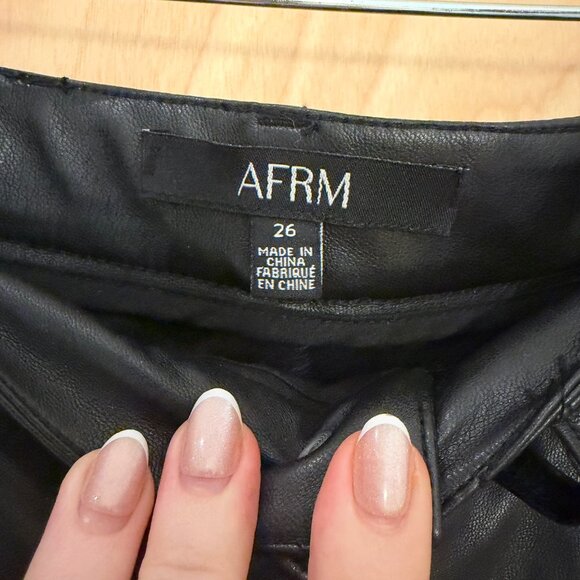 AFRM
26
MADE IN
CHINA
FABRIQUÉ
EN CHINE